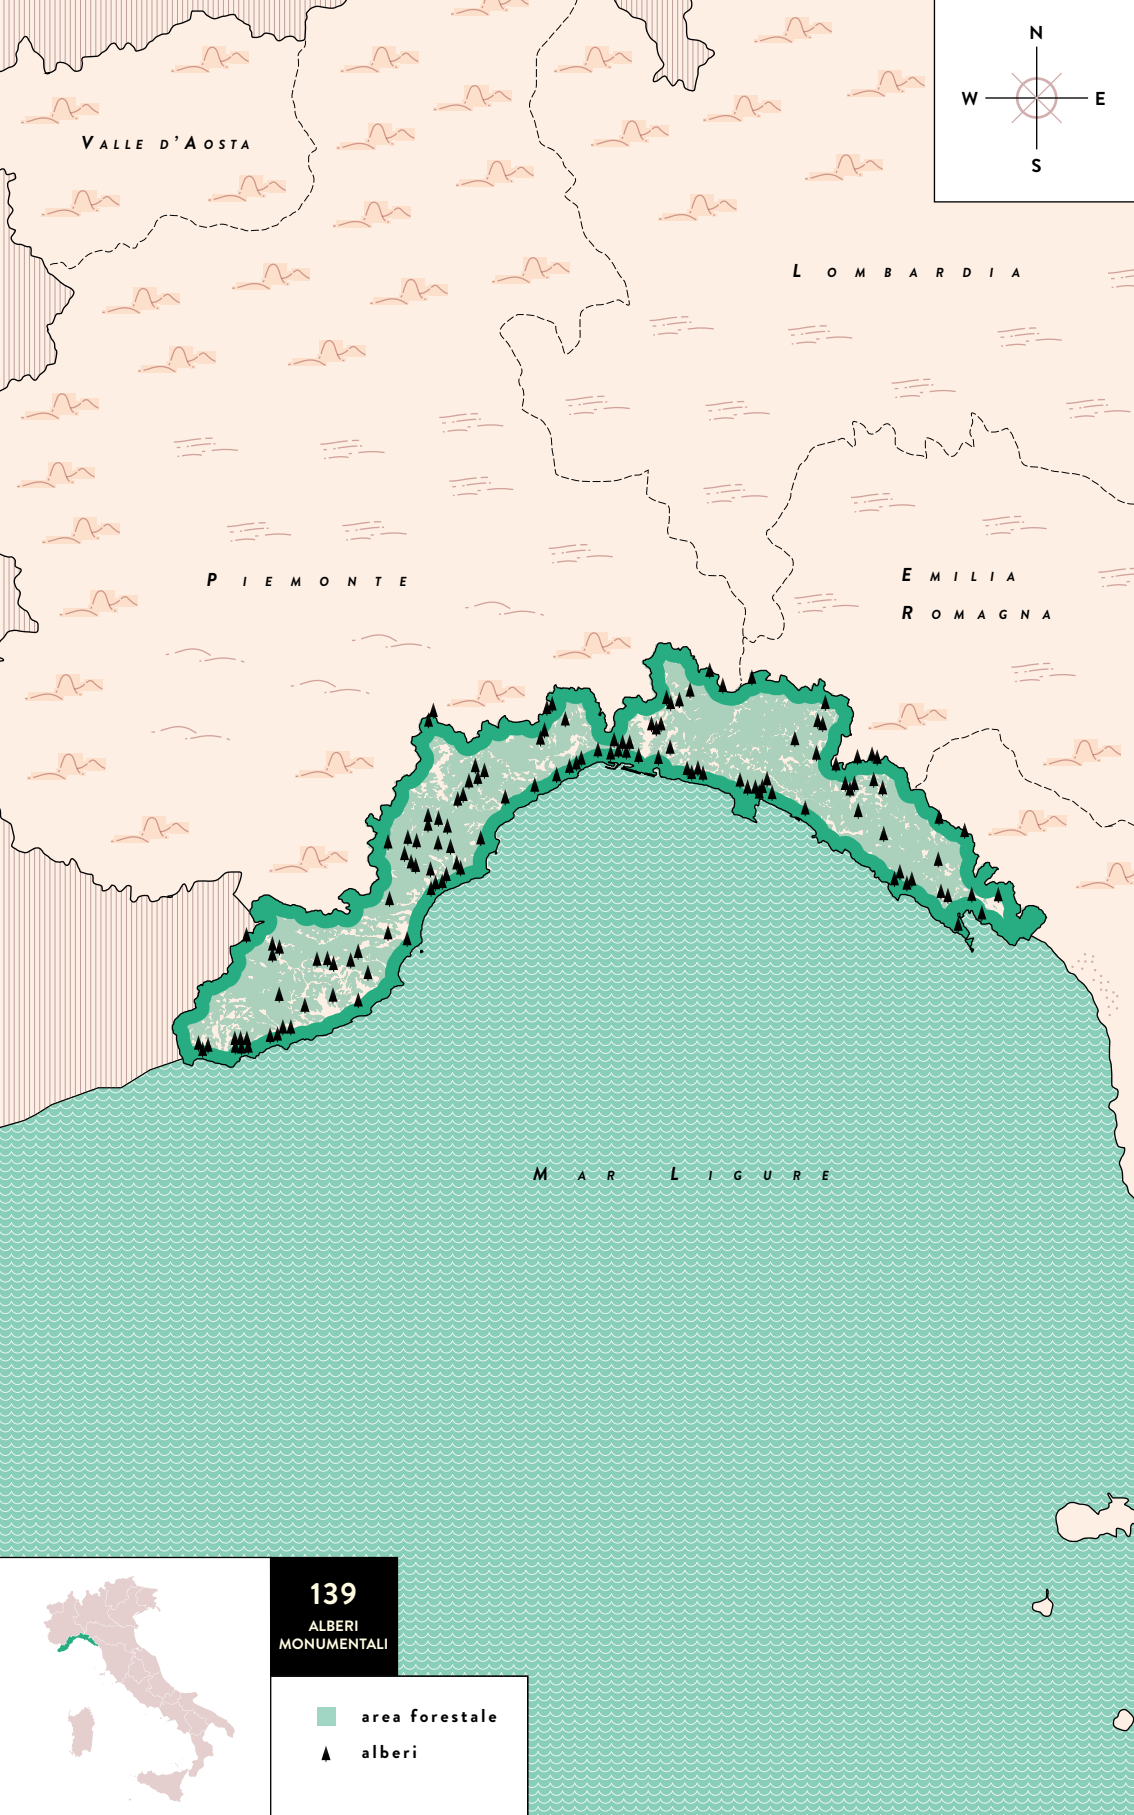 N
W E
S
VALLE D'AOSTA
LOMBARDIA
PIEMONTE
EMILIA
ROMAGNA
MAR LIGURE
139
ALBERI
MONUMENTALI
area forestale
alberi